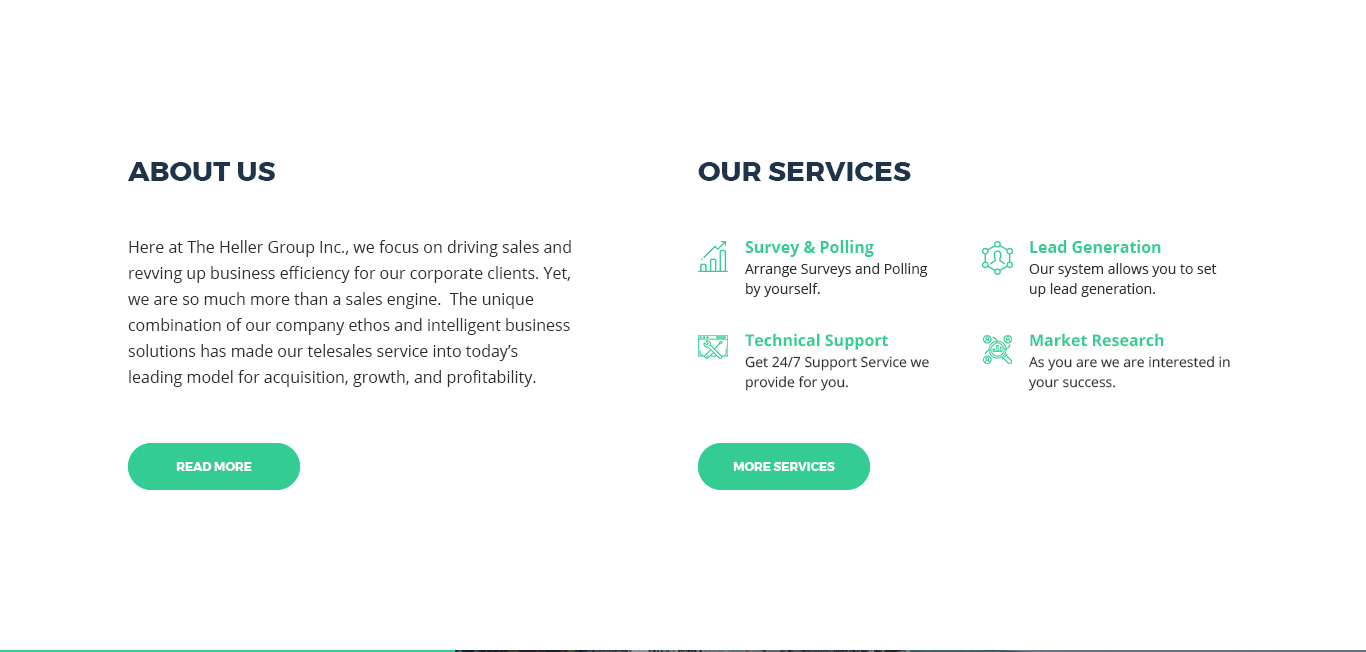 ABOUT US
Here at The Heller Group Inc., we focus on driving sales and
revving up business efficiency for our corporate clients. Yet,
we are so much more than a sales engine.  The unique
combination of our company ethos and intelligent business
solutions has made our telesales service into today’s
leading model for acquisition, growth, and profitability.
READ MORE
OUR SERVICES
Survey & Polling
Arrange Surveys and Polling
by yourself.
Lead Generation
Our system allows you to set
up lead generation.
Technical Support
Get 24/7 Support Service we
provide for you.
Market Research
As you are we are interested in
your success.
MORE SERVICES